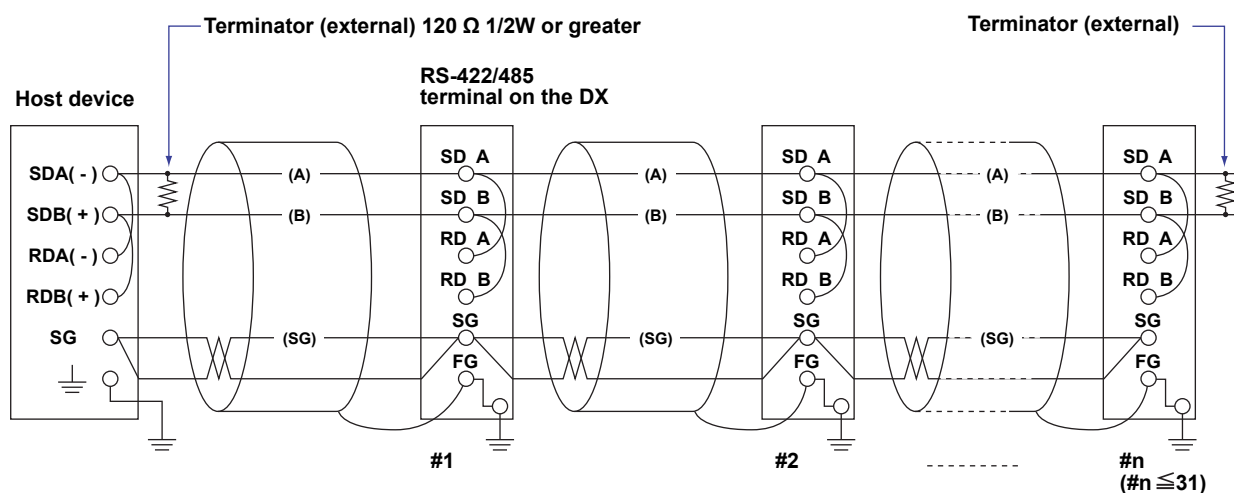 Terminator (external) 120 Ω 1/2W or greater
Terminator (external)
RS-422/485
terminal on the DX
Host device
SDA( - )
SDB( + )
RDA( - )
RDB( + )
SG
(A)
(B)
(SG)
SD A
SD B
RD A
RD B
SG
FG
#1
(A)
(B)
(SG)
SD A
SD B
RD A
RD B
SG
FG
#2
(A)
(B)
(SG)
SD A
SD B
RD A
RD B
SG
FG
#n
(#n ≦31)